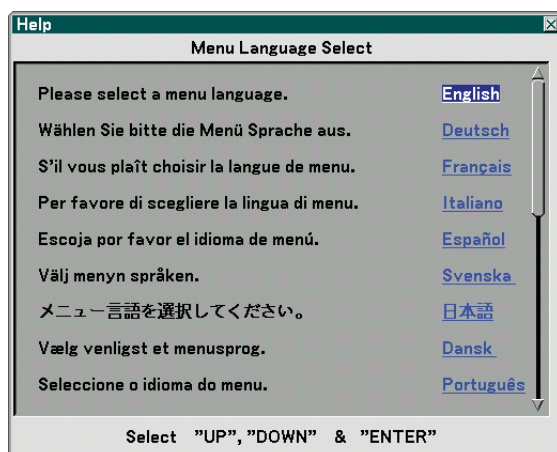 Help
Menu Language Select
Please select a menu language. English
Wählen Sie bitte die Menü Sprache aus. Deutsch
S'il vous plaît choisir la langue de menu. Français
Per favore di scegliere la lingua di menu. Italiano
Escoja por favor el idioma de menú. Español
Välj menyn språken. Svenska
メニュー言語を選択してください。 日本語
Vælg venligst et menusprog. Dansk
Seleccione o idioma do menu. Português
Select "UP", "DOWN" & "ENTER"